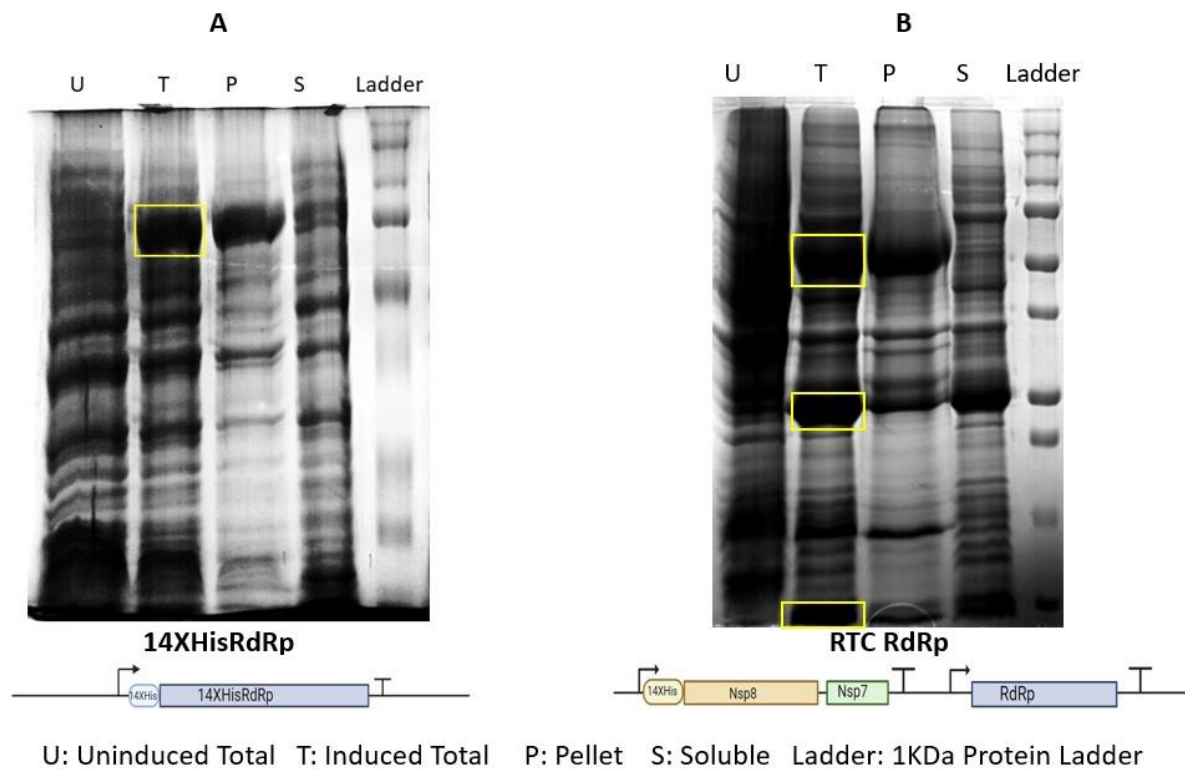 A
B
U T P S Ladder
U T P S Ladder
14XHisRdRp
RTC RdRp
14XHis 14XHisRdRp
14XHis Nsp8 Nsp7 RdRp
U: Uninduced Total T: Induced Total P: Pellet S: Soluble Ladder: 1KDa Protein Ladder